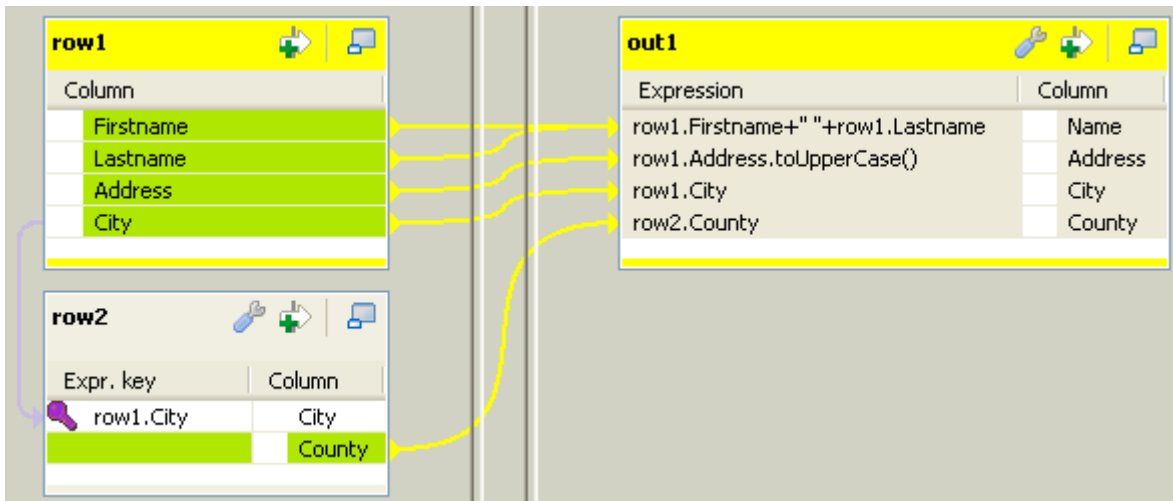 row1
Column
Firstname
Lastname
Address
City
row2
Expr. key Column
row1.City City
County
out1
Expression Column
row1.Firstname+" "+row1.Lastname Name
row1.Address.toUpperCase() Address
row1.City City
row2.County County